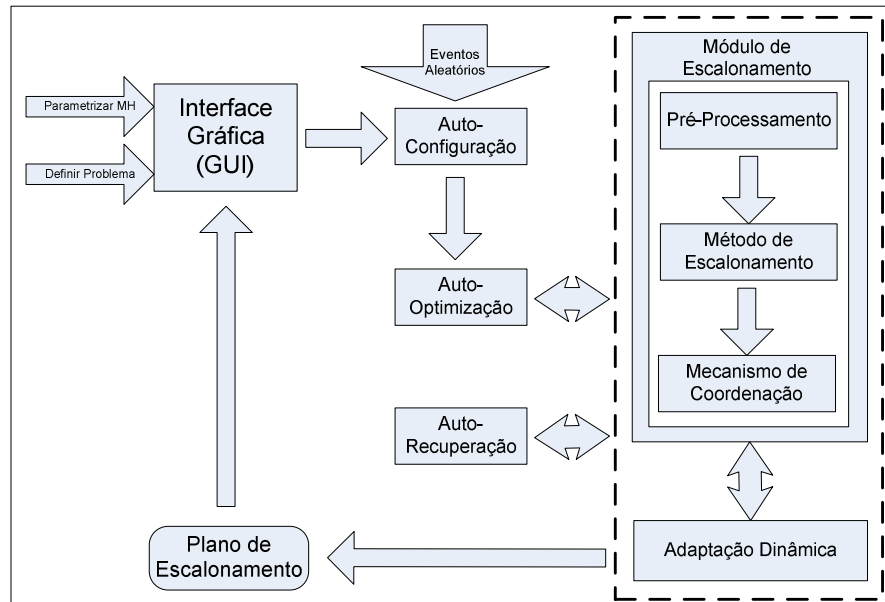 Parametrizar MH
Definir Problema
Interface
Gráfica
(GUI)
Eventos
Aleatórios
Auto-
Configuração
Auto-
Optimização
Auto-
Recuperação
Plano de
Escalonamento
Módulo de
Escalonamento
Pré-Processamento
Método de
Escalonamento
Mecanismo de
Coordenação
Adaptação Dinâmica